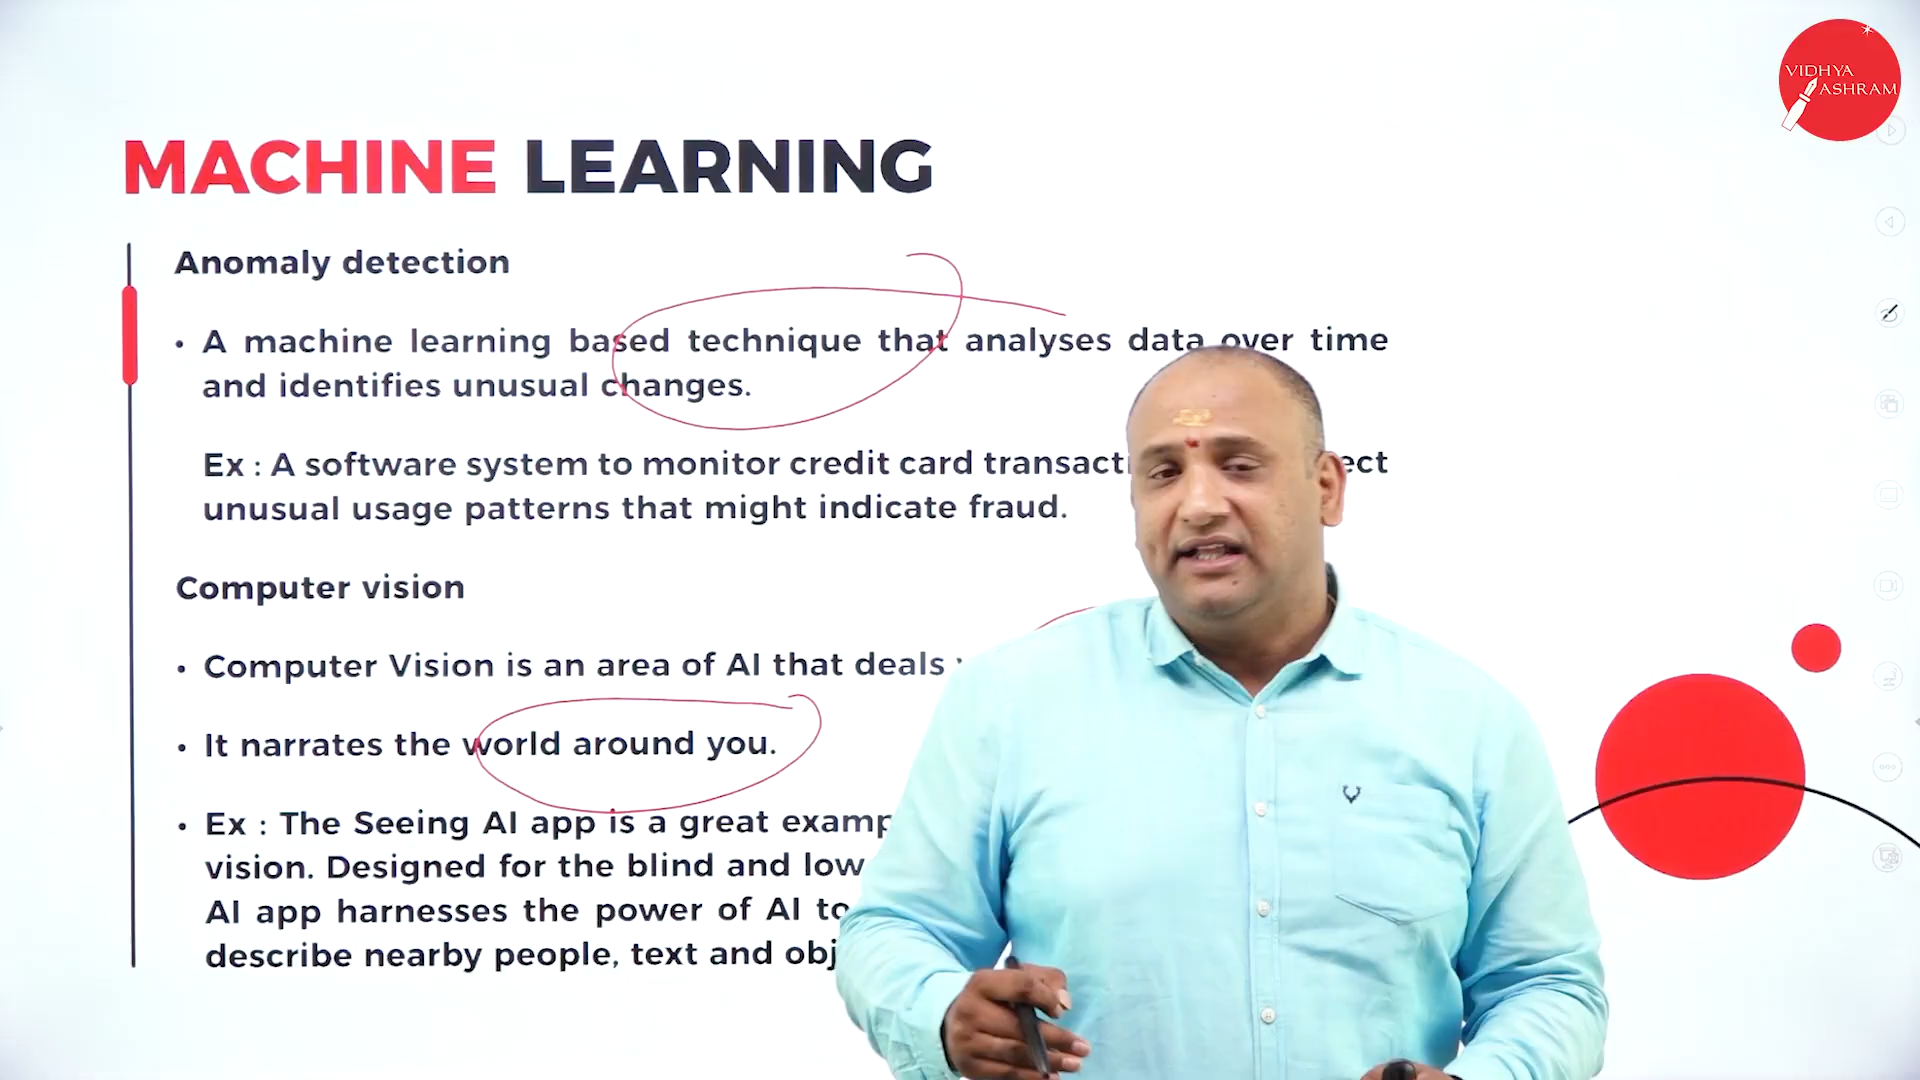 VIDHYA
ASHRAM
MACHINE LEARNING
Anomaly detection
• A machine learning based technique that analyses data over time
and identifies unusual changes.
Ex : A software system to monitor credit card
unusual usage patterns that might indicate fraud.
Computer vision
• Computer Vision is an area of AI that deals
• It narrates the world around you.
• Ex : The Seeing AI app is a great
vision. Designed for the blind and low
AI app harnesses the power of AI to
describe nearby people, text and